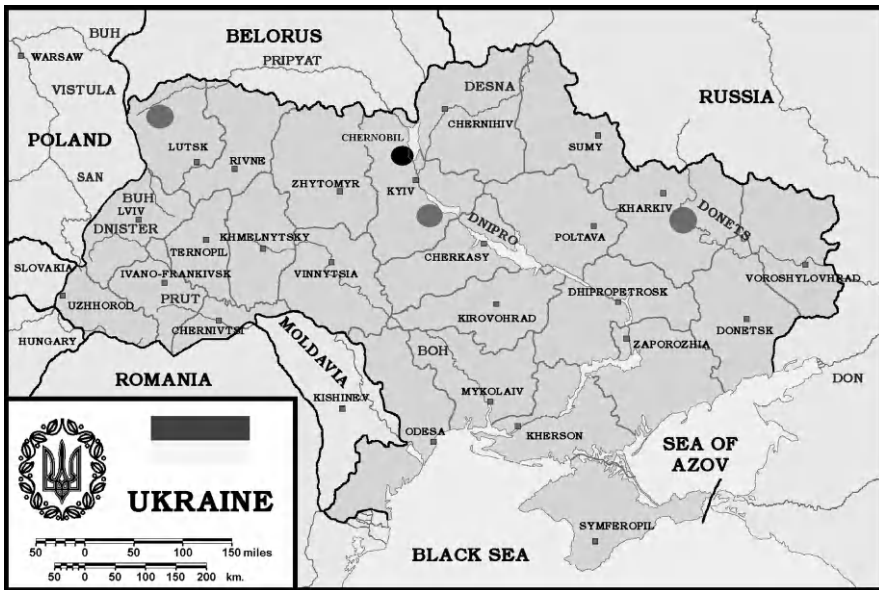 BUH
BELORUS
WARSAW
PRIPYAT
VISTULA
DESNA
RUSSIA
CHERNIHIV
POLAND
CHERNOBIL
SUMY
LUTSK
RIVNE
SAN
ZHYTOMYR
KYIV
BUH
KHARKIV
LVIV
DONETS
DNISTER
DNIPRO
KHMELNYTSKY
POLTAVA
TERNOPIL
CHERKASY
SLOVAKIA
IVANO-FRANKIVSK
VINNYTSIA
VOROSHYLOVHRAD
UZHHOROD
PRUT
DHIPROPETROSK
KIROVOHRAD
CHERNIVTSI
DONETSK
HUNGARY
MOLDAVIA
BOH
ZAPOROZHIA
ROMANIA
DON
MYKOLAIV
KISHINEV
ODESA
KHERSON
SEA OF
AZOV
UKRAINE
SYMFEROPIL
50 0 50 100 150 miles
BLACK SEA
50 0 50 100 150 200 km.